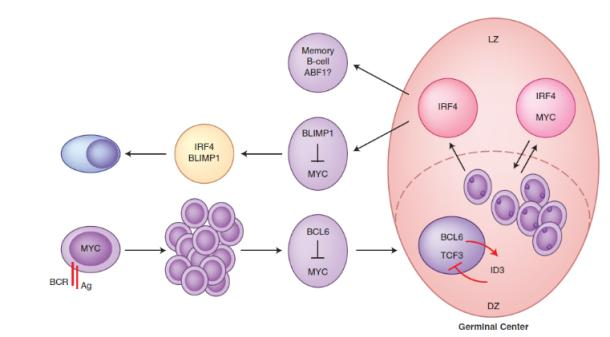 LZ
Memory
B-cell
ABF1?
IRF4
IRF4
MYC
BLIMP1
MYC
IRF4
BLIMP1
MYC
BCR
Ag
BCL6
MYC
BCL6
TCF3
ID3
DZ
Germinal Center